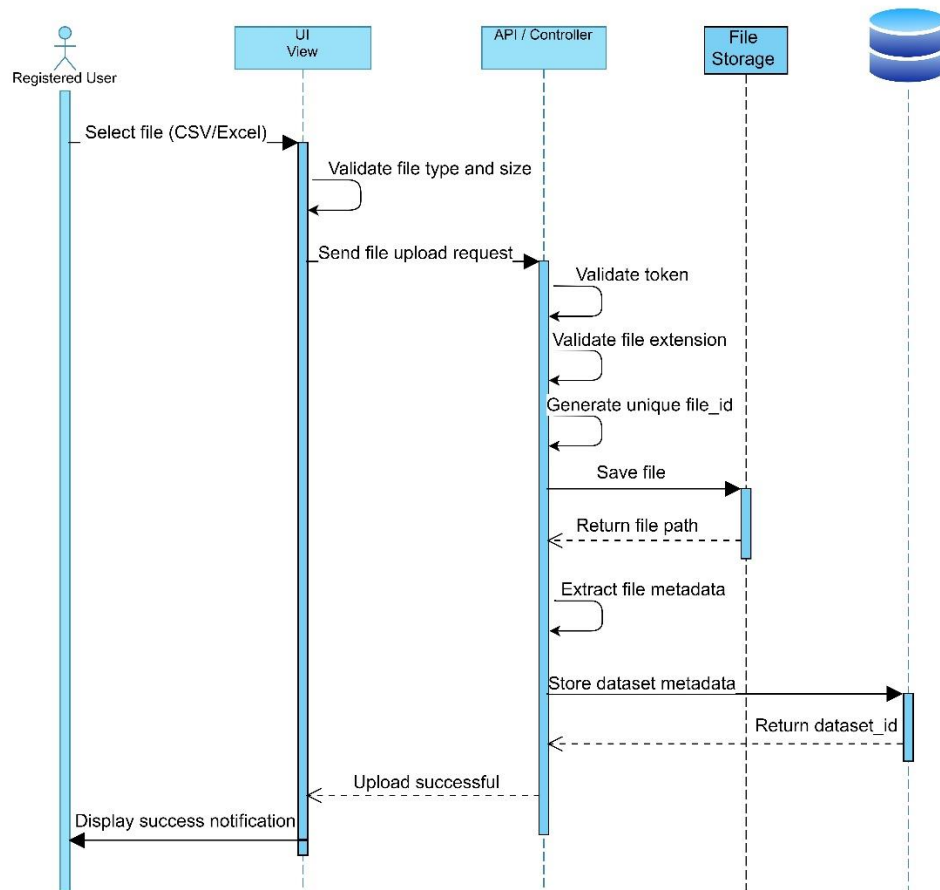 UI
View
API / Controller
File
Storage
Registered User
Select file (CSV/Excel)
Validate file type and size
Send file upload request
Validate token
Validate file extension
Generate unique file_id
Save file
Return file path
Extract file metadata
Store dataset metadata
Return dataset_id
Upload successful
Display success notification